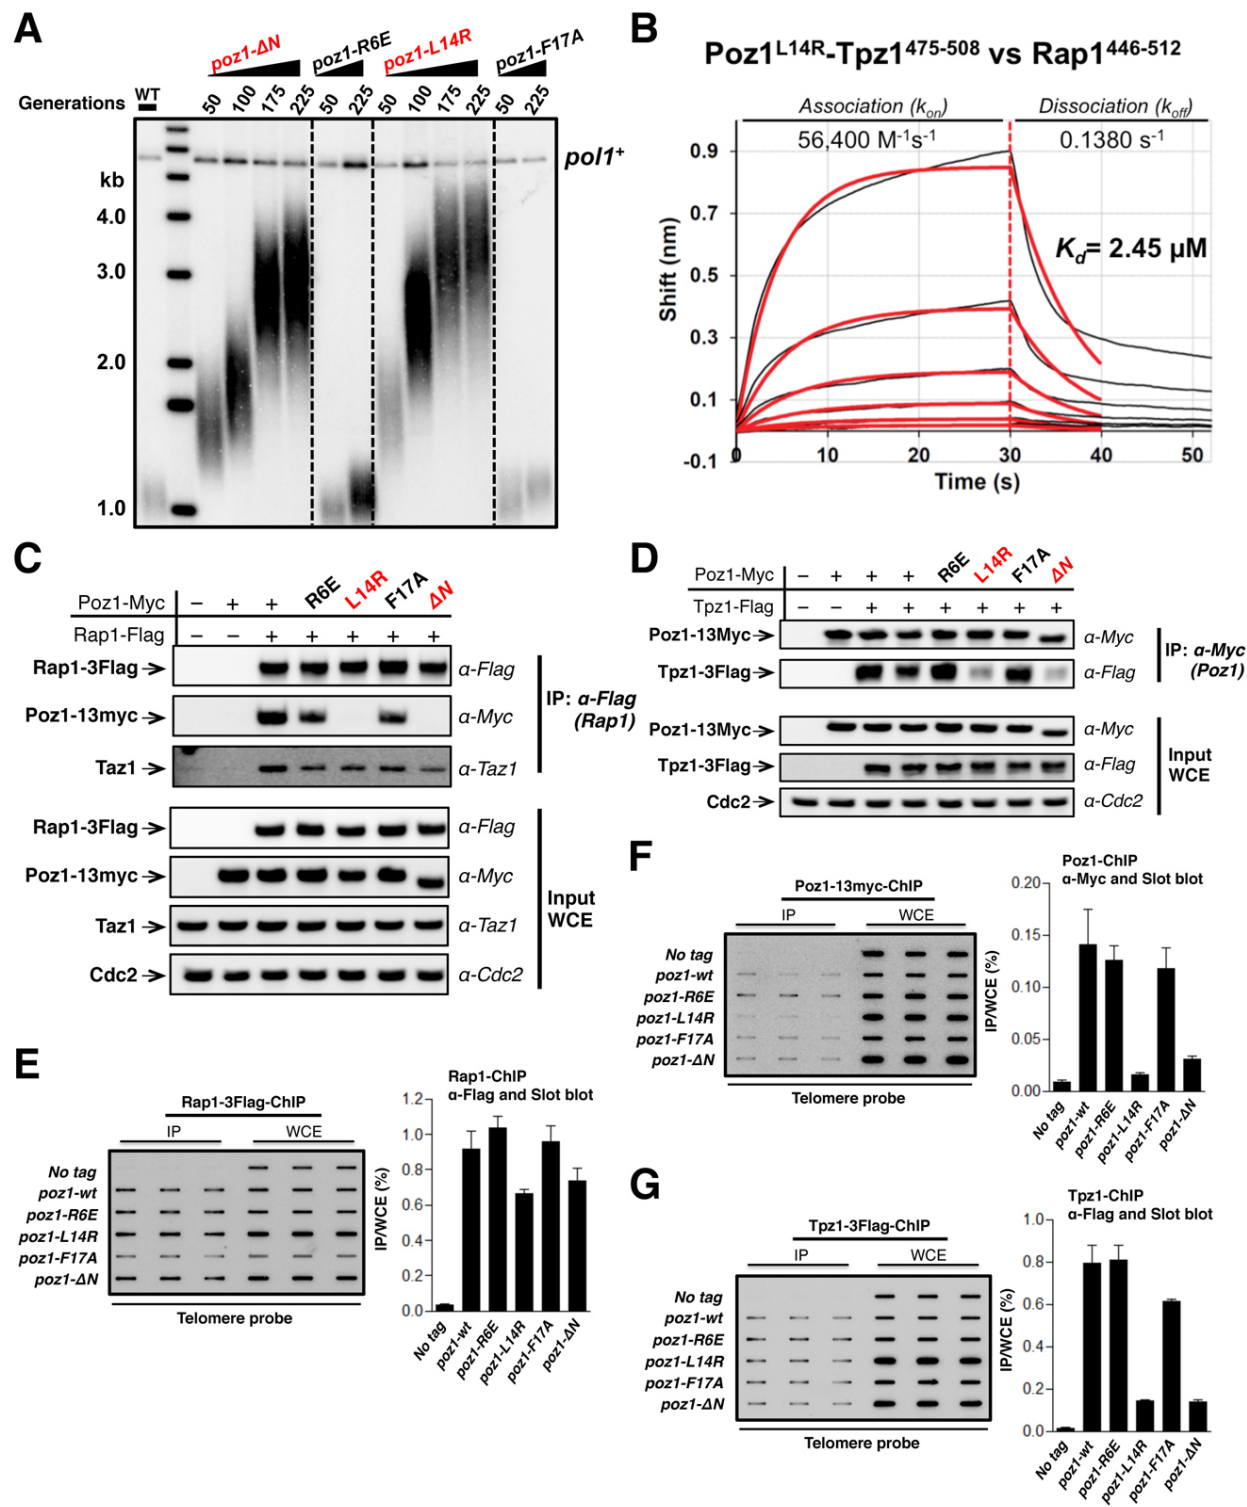 A
poz1-ΔN
poz1-R6E
poz1-L14R
poz1-F17A
Generations
WT
50
100
175
225
50
225
50
100
175
225
50
225
pol1+
kb
4.0
3.0
2.0
1.0
B
Poz1L14R-Tpz1475-508 vs Rap1446-512
Association (kon)
Dissociation (koff)
56,400 M-1s-1
0.1380 s-1
Kd= 2.45 µM
Shift (nm)
0.9
0.7
0.5
0.3
0.1
-0.1
0
10
20
30
40
50
Time (s)
C
Poz1-Myc
– + + R6E L14R F17A ΔN
Rap1-Flag
– – + + + + +
Rap1-3Flag
α-Flag
Poz1-13myc
α-Myc
Taz1
α-Taz1
IP: α-Flag
(Rap1)
Rap1-3Flag
α-Flag
Poz1-13myc
α-Myc
Taz1
α-Taz1
Cdc2
α-Cdc2
Input
WCE
D
Poz1-Myc
– + + + R6E L14R F17A ΔN
Tpz1-Flag
– – + + + + + +
Poz1-13Myc
α-Myc
Tpz1-3Flag
α-Flag
IP: α-Myc
(Poz1)
Poz1-13Myc
α-Myc
Tpz1-3Flag
α-Flag
Cdc2
α-Cdc2
Input
WCE
E
Rap1-3Flag-ChIP
IP
WCE
No tag
poz1-wt
poz1-R6E
poz1-L14R
poz1-F17A
poz1-ΔN
Telomere probe
Rap1-ChIP
α-Flag and Slot blot
IP/WCE (%)
1.2
1.0
0.8
0.6
0.4
0.2
0.0
No tag
poz1-wt
poz1-R6E
poz1-L14R
poz1-F17A
poz1-ΔN
F
Poz1-13myc-ChIP
IP
WCE
No tag
poz1-wt
poz1-R6E
poz1-L14R
poz1-F17A
poz1-ΔN
Telomere probe
Poz1-ChIP
α-Myc and Slot blot
IP/WCE (%)
0.20
0.15
0.10
0.05
0.00
No tag
poz1-wt
poz1-R6E
poz1-L14R
poz1-F17A
poz1-ΔN
G
Tpz1-3Flag-ChIP
IP
WCE
No tag
poz1-wt
poz1-R6E
poz1-L14R
poz1-F17A
poz1-ΔN
Telomere probe
Tpz1-ChIP
α-Flag and Slot blot
IP/WCE (%)
1.0
0.8
0.6
0.4
0.2
0.0
No tag
poz1-wt
poz1-R6E
poz1-L14R
poz1-F17A
poz1-ΔN